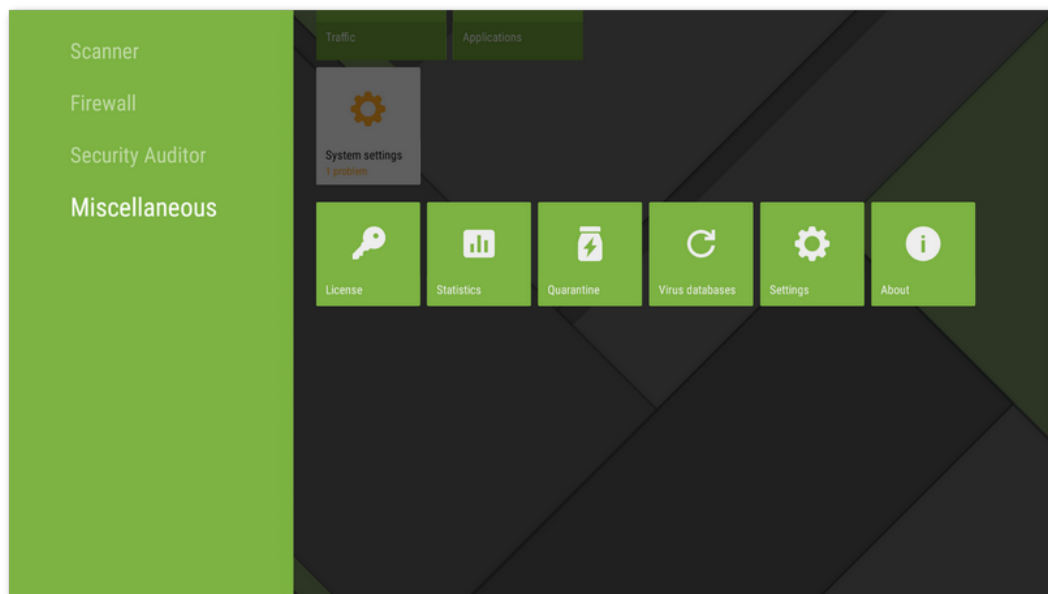 Scanner
Firewall
Security Auditor
Miscellaneous
Traffic
Applications
System settings
1 problem
License
Statistics
Quarantine
Virus databases
Settings
About